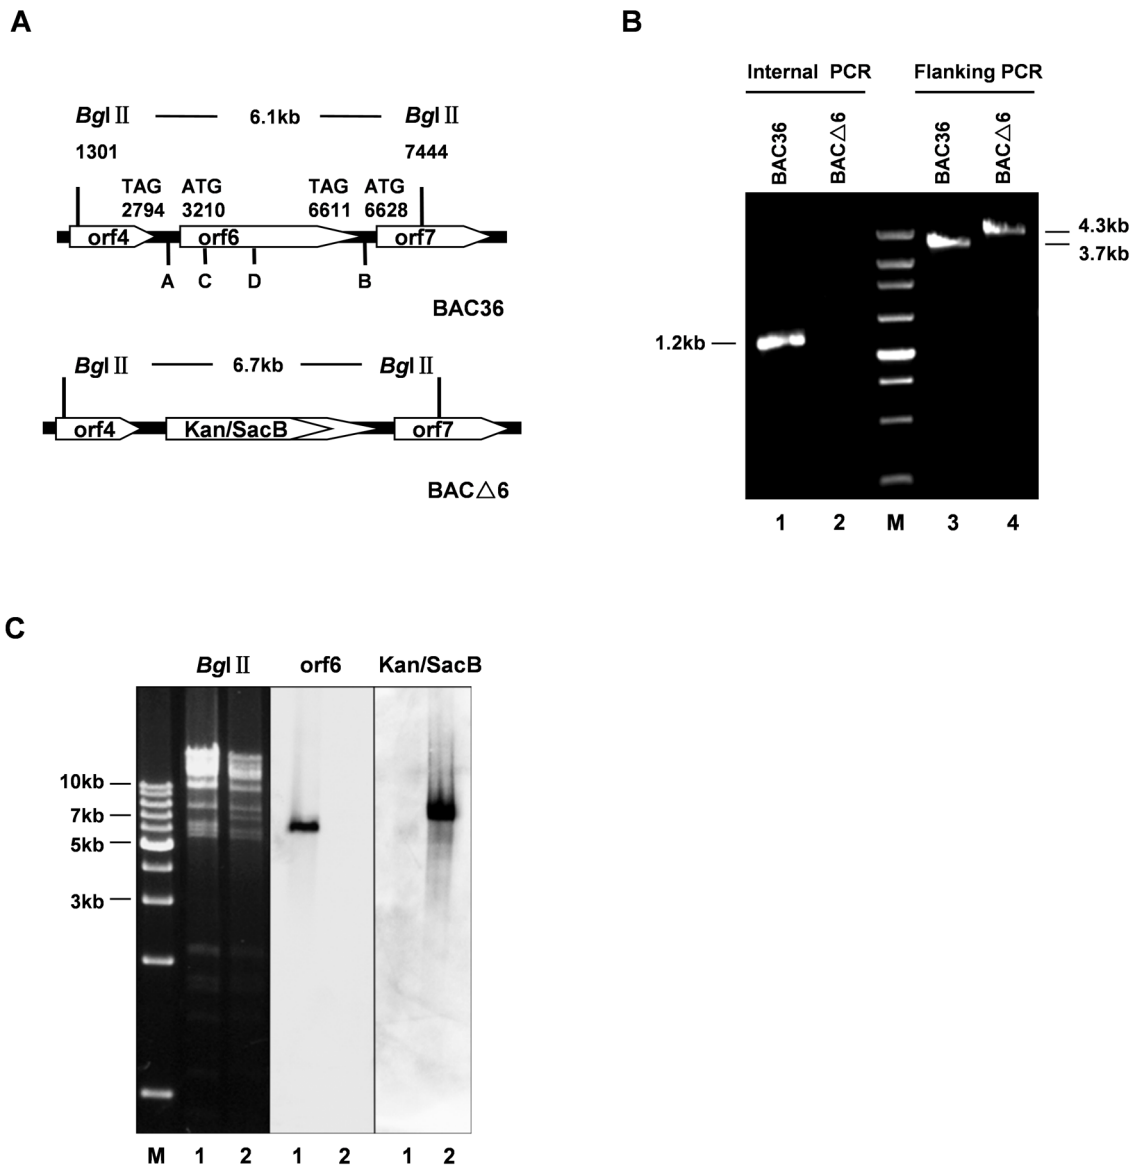 A
BglⅡ 6.1kb BglⅡ
1301 7444
TAG ATG TAG ATG
2794 3210 6611 6628
orf4 orf6 orf7
A C D B
BAC36
BglⅡ 6.7kb BglⅡ
orf4 Kan/SacB orf7
BAC△6
B
Internal PCR Flanking PCR
BAC36 BAC△6 BAC36 BAC△6
4.3kb
3.7kb
1.2kb
1 2 M 3 4
C
BglⅡ orf6 Kan/SacB
10kb
7kb
5kb
3kb
M 1 2 1 2 1 2